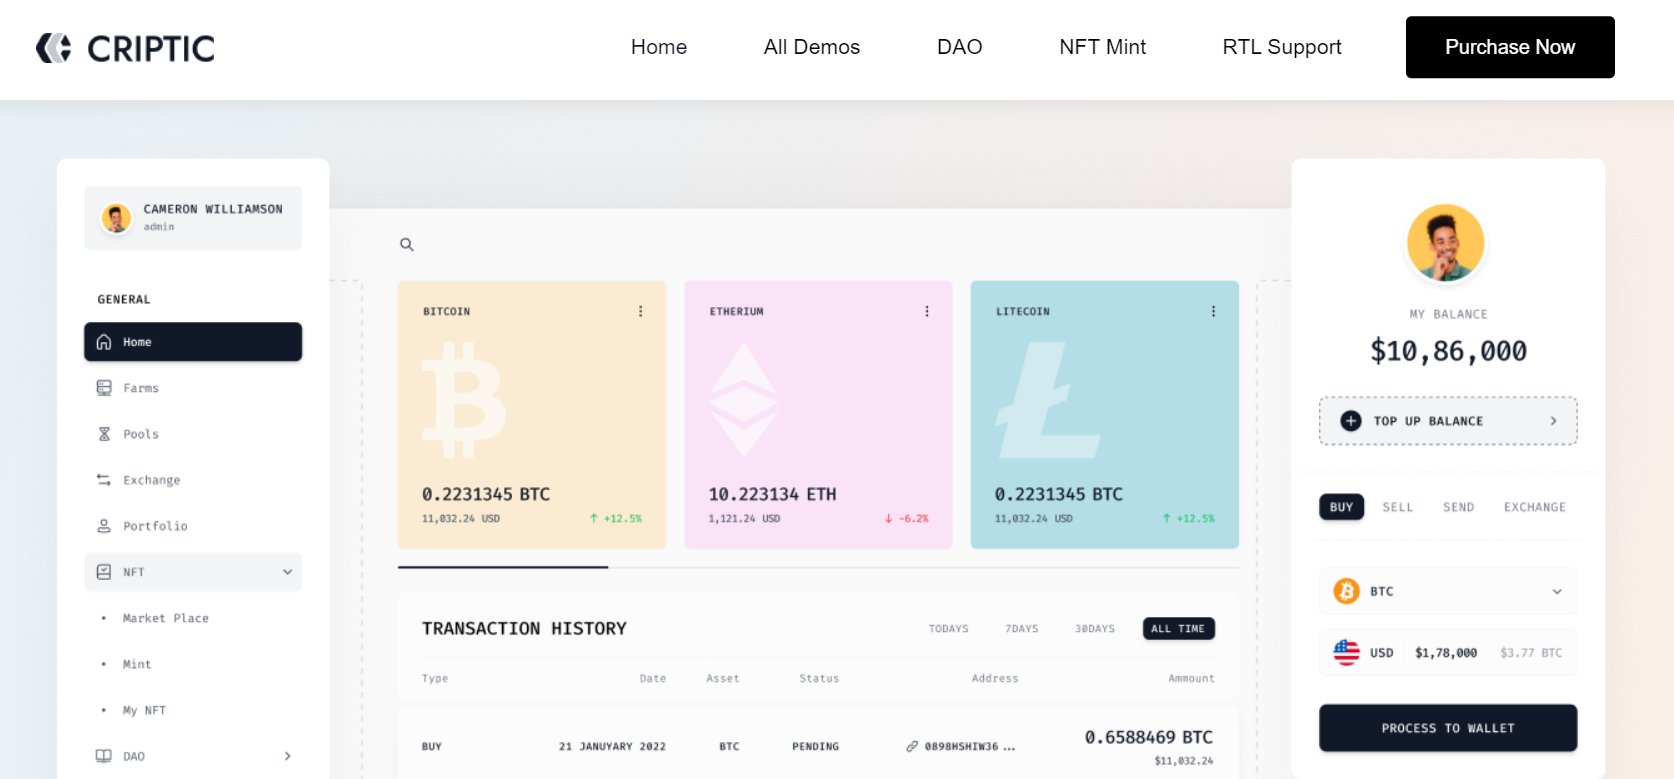 CRIPTIC
Home
All Demos
DAO
NFT Mint
RTL Support
Purchase Now
CAMERON WILLIAMSON
admin
GENERAL
Home
Farms
Pools
Exchange
Portfolio
NFT
Market Place
Mint
My NFT
DAO
BITCOIN
0.2231345 BTC
11,032.24 USD
+12.5%
ETHERIUM
10.223134 ETH
1,121.24 USD
-6.2%
LITECOIN
0.2231345 BTC
11,032.24 USD
+12.5%
TRANSACTION HISTORY
TODAYS
7DAYS
30DAYS
ALL TIME
Type
Date
Asset
Status
Address
Ammount
BUY
21 JANUYARY 2022
BTC
PENDING
0898HSHIW36 ...
0.6588469 BTC
$11,032.24
MY BALANCE
$10,86,000
TOP UP BALANCE
BUY
SELL
SEND
EXCHANGE
BTC
USD
$1,78,000
$3.77 BTC
PROCESS TO WALLET